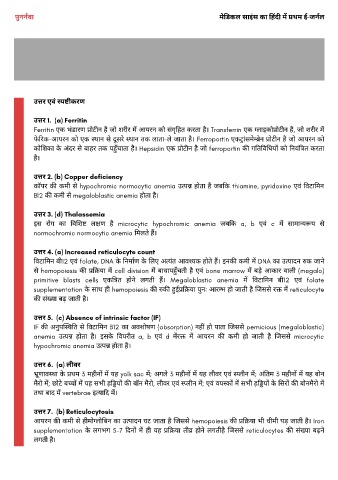 पुनर्नवा
मेडिकल साइंस का हिंदी में प्रथम ई-जर्नल
उत्तर एवं स्पष्टीकरण
उत्तर 1. (a) Ferritin
Ferritin एक भंडारण प्रोटीन है जो शरीर में आयरन को संगृहित करता है। Transferrin एक ग्लाइकोप्रोटीन है, जो शरीर में
फेरिक-आयरन को एक स्थान से दूसरे स्थान तक लाता-ले जाता है। Ferroportin एकट्रांसमेम्ब्रेन प्रोटीन है जो आयरन को
कोशिका के अंदर से बाहर तक पहुँचाता है। Hepsidin एक प्रोटीन है जो ferroportin की गतिविधियों को नियंत्रित करता
है।
उत्तर 2. (b) Copper deficiency
कॉपर की कमी से hypochromic normocytic anemia उत्पन्न होता है जबकि thiamine, pyridoxine एवं विटामिन
B12 की कमी से megaloblastic anemia होता है।
उत्तर 3. (d) Thalassemia
इस रोग का विशिष्ट लक्षण है microcytic hypochromic anemia जबकि a, b एवं c में सामान्यरूप से
normochromic normocytic anemia मिलते हैं।
उत्तर 4. (a) Increased reticulocyte count
विटामिन बी12 एवं folate, DNA के निर्माण के लिए अत्यंत आवश्यक होते हैं। इनकी कमी में DNA का उत्पादन रुक जाने
से hemopoiesis की प्रक्रिया में cell division में बाधापहुँचती है एवं bone marrow में बड़े आकार वाली (megalo)
primitive blasts cells एकत्रित होने लगती हैं। Megaloblastic anemia में विटामिन बी12 एवं folate
supplementation के साथ ही hemopoiesis की रुकी हुईप्रक्रिया पुनः आरम्भ हो जाती है जिससे रक्त में reticulocyte
की संख्या बढ़ जाती है।
उत्तर 5. (c) Absence of intrinsic factor (IF)
IF की अनुपस्थिति से विटामिन B12 का अवशोषण (absorption) नहीं हो पाता जिससे pernicious (megaloblastic)
anemia उत्पन्न होता है। इसके विपरीत a, b एवं d मेंरक्त में आयरन की कमी हो जाती है जिससे microcytic
hypochromic anemia उत्पन्न होता है।
उत्तर 6. (a) लीवर
भ्रूणावस्था के प्रथम 3 महीनों में यह yolk sac में; अगले 3 महीनों में यह लीवर एवं स्प्लीन में; अंतिम 3 महीनों में यह बोन
मैरो में; छोटे बच्चों में यह सभी हड्डियों की बॉन मैरो, लीवर एवं स्प्लीन में; एवं वयस्कों में सभी हड्डियों के सिरों की बोनमैरो में
तथा बाद में vertebrae इत्यादि में।
उत्तर 7. (b) Reticulocytosis
आयरन की कमी से हीमोग्लोबिन का उत्पादन घट जाता है जिससे hemopoiesis की प्रक्रिया भी धीमी पड़ जाती है। Iron
supplementation के लगभग 5-7 दिनों में ही यह प्रक्रिया तीव्र होने लगतीहै जिससे reticulocytes की संख्या बढ़ने
लगती है।